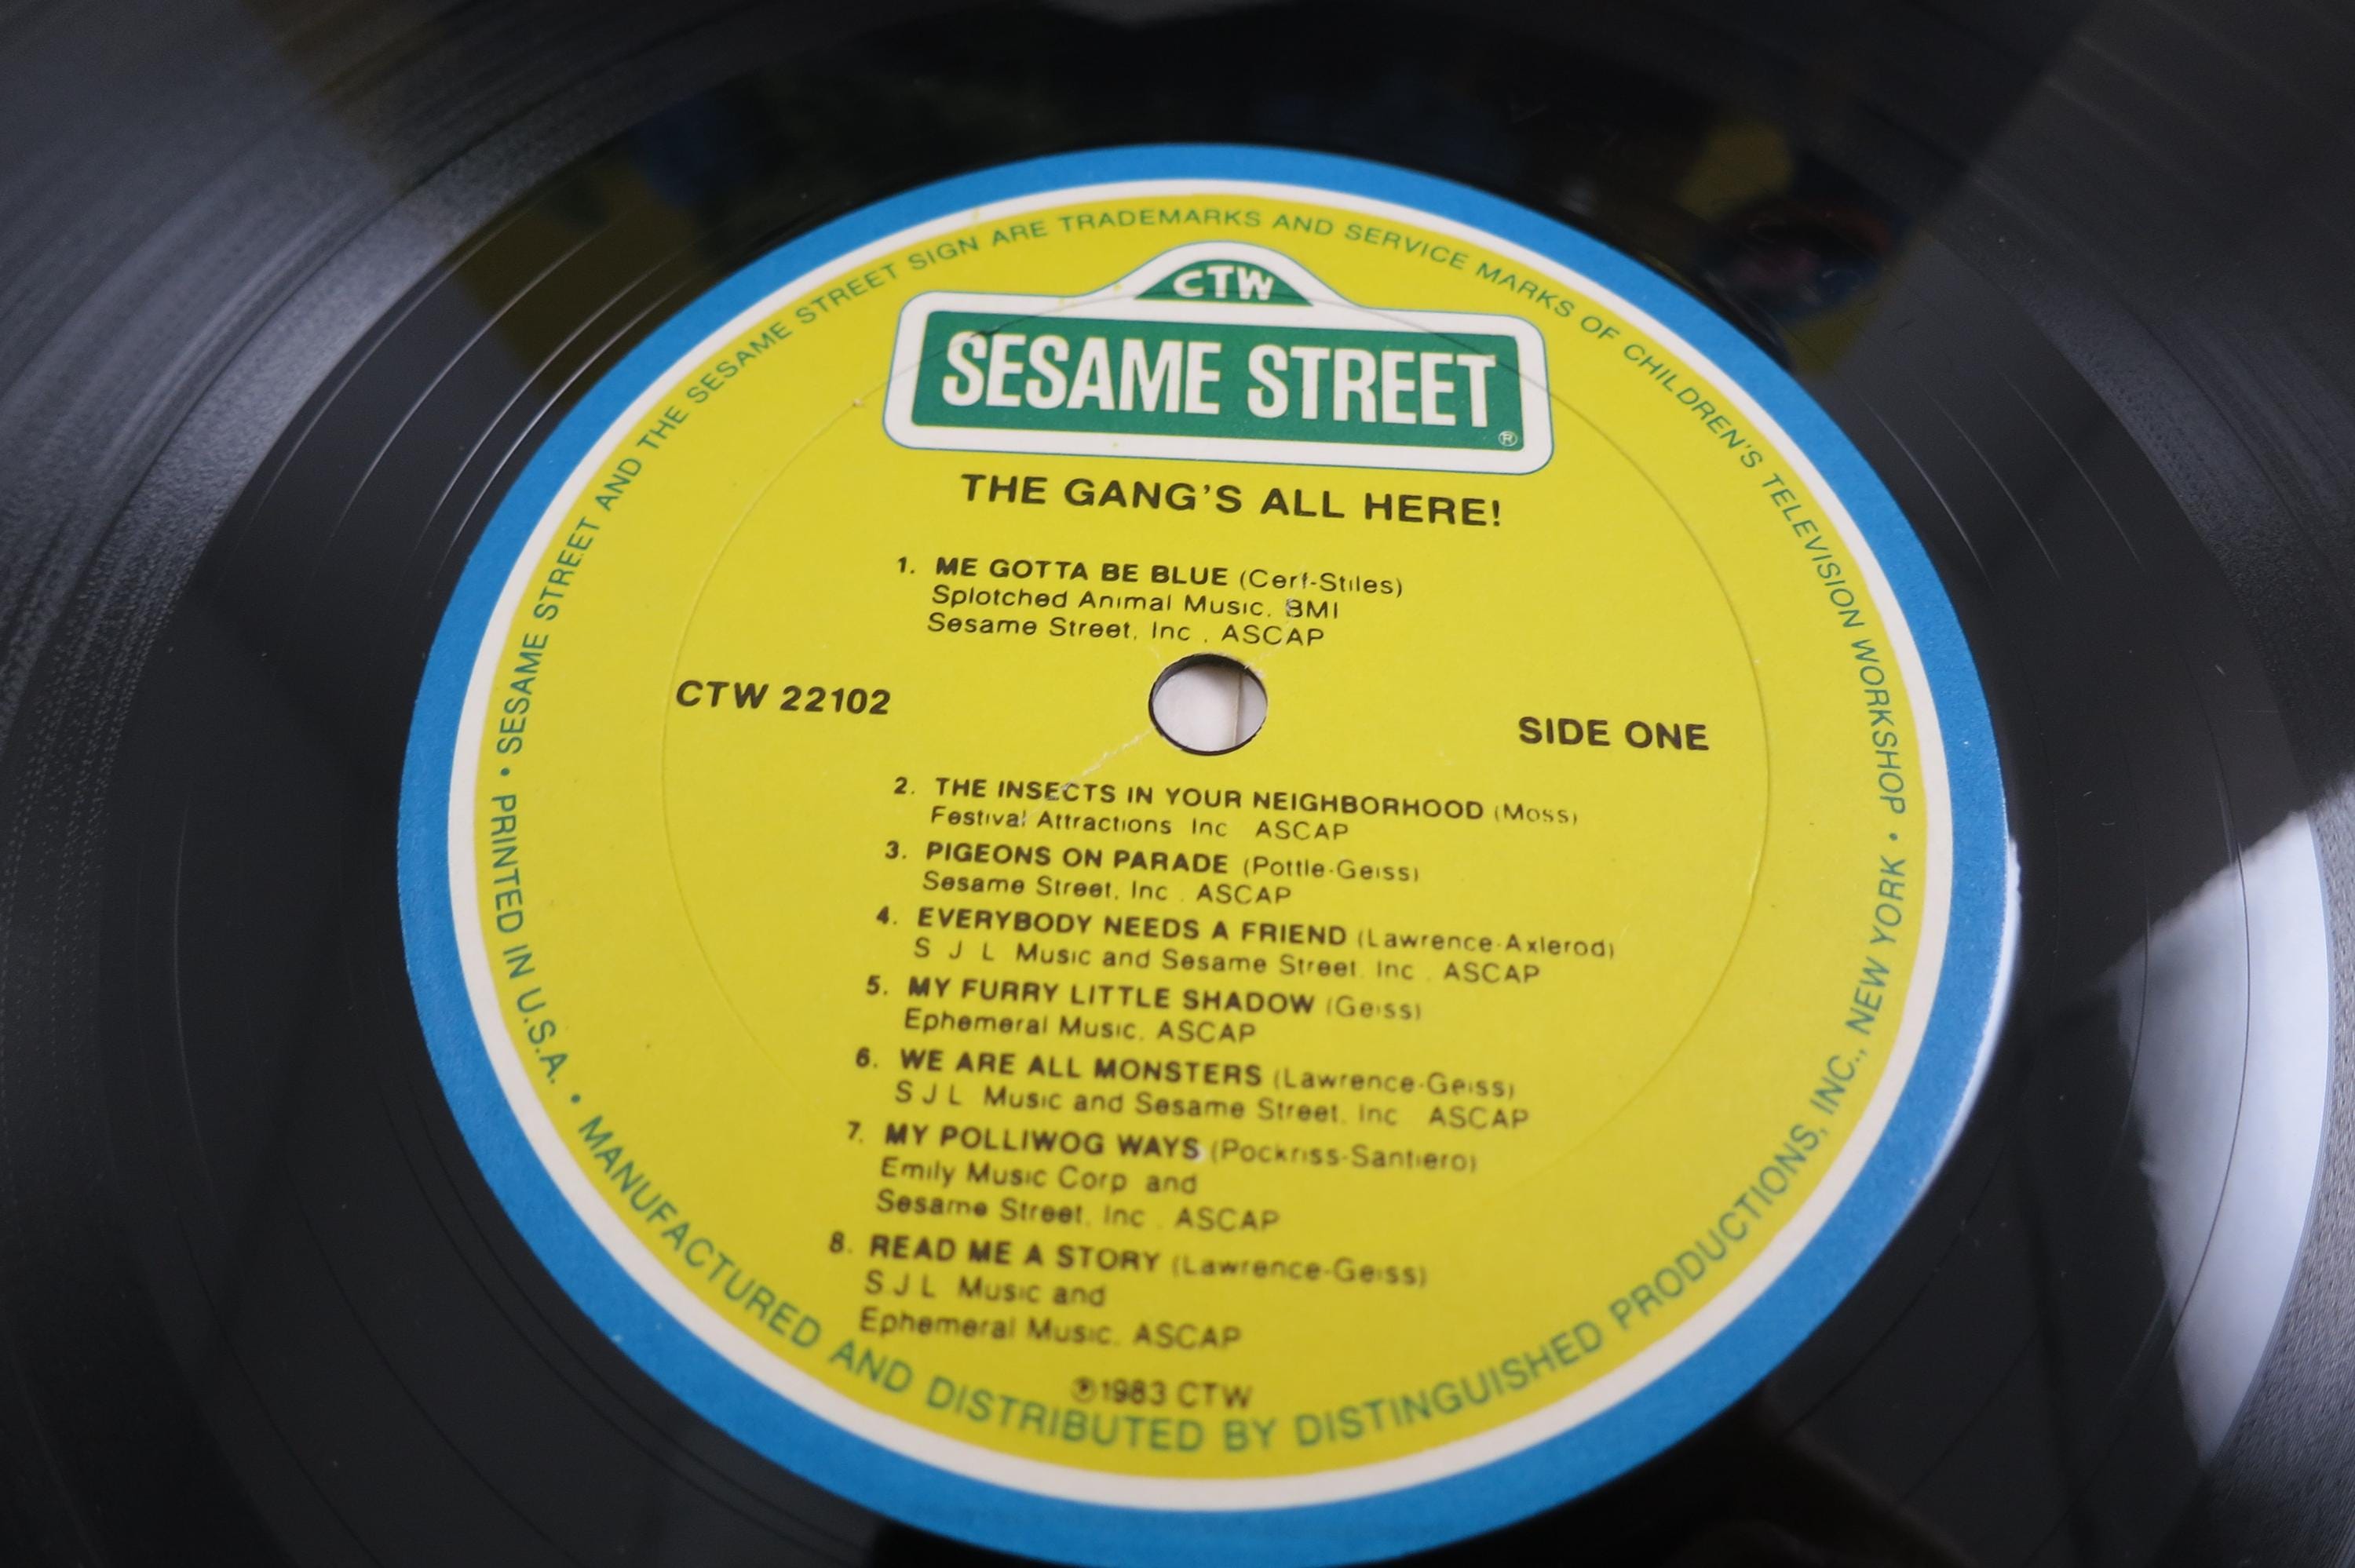 • SESAME STREET AND THE SESAME STREET SIGN ARE TRADEMARKS AND SERVICE MARKS OF CHILDREN'S TELEVISION WORKSHOP •
CTW
SESAME STREET ®
THE GANG'S ALL HERE!
1. ME GOTTA BE BLUE (Cerf-Stiles)
Splotched Animal Music, BMI
Sesame Street, Inc., ASCAP
CTW 22102
SIDE ONE
2. THE INSECTS IN YOUR NEIGHBORHOOD (Moss)
Festival Attractions Inc ASCAP
3. PIGEONS ON PARADE (Pottle-Geiss)
Sesame Street, Inc. ASCAP
4. EVERYBODY NEEDS A FRIEND (Lawrence-Axlerod)
S J L Music and Sesame Street, Inc. ASCAP
5. MY FURRY LITTLE SHADOW (Geiss)
Ephemeral Music, ASCAP
6. WE ARE ALL MONSTERS (Lawrence-Geiss)
S J L Music and Sesame Street, Inc ASCAP
7. MY POLLIWOG WAYS (Pockriss-Santiero)
Emily Music Corp and
Sesame Street, Inc. ASCAP
8. READ ME A STORY (Lawrence-Geiss)
S.J L Music and
Ephemeral Music, ASCAP
℗1983 CTW
PRINTED IN U.S.A. • MANUFACTURED AND DISTRIBUTED BY DISTINGUISHED PRODUCTIONS, INC., NEW YORK •